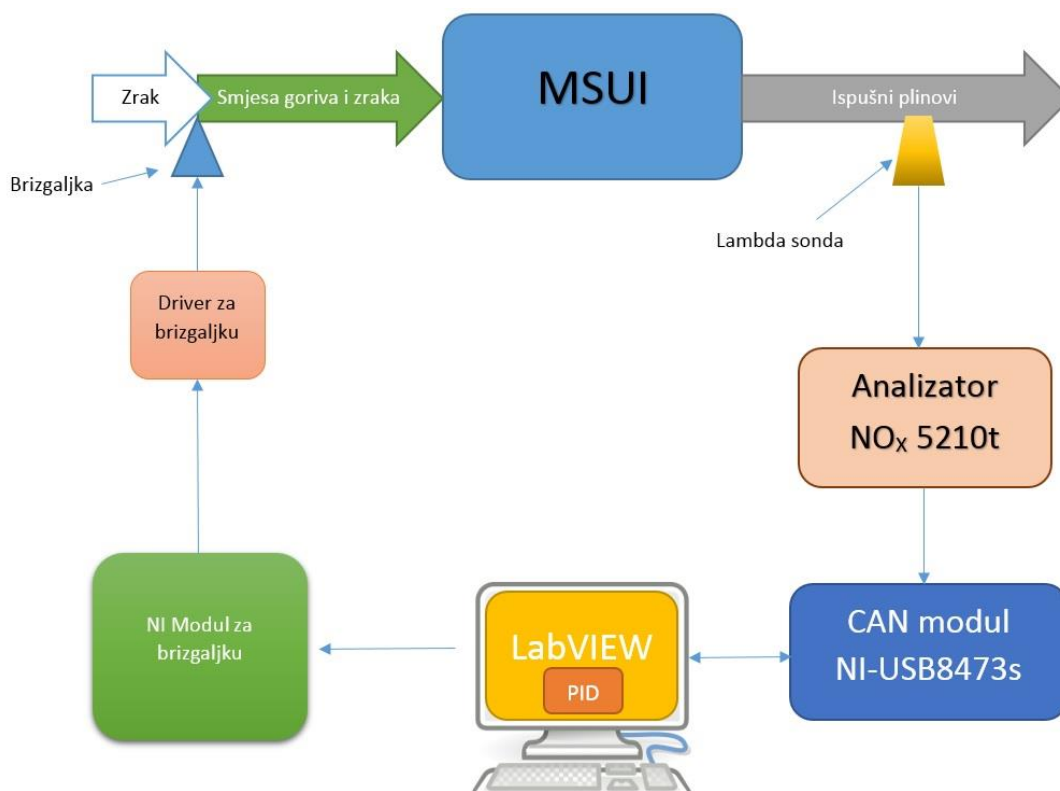 Zrak
Smjesa goriva i zraka
MSUI
Ispušni plinovi
Brizgaljka
Lambda sonda
Driver za
brizgaljku
Analizator
NOₓ 5210t
NI Modul za
brizgaljku
LabVIEW
PID
CAN modul
NI-USB8473s